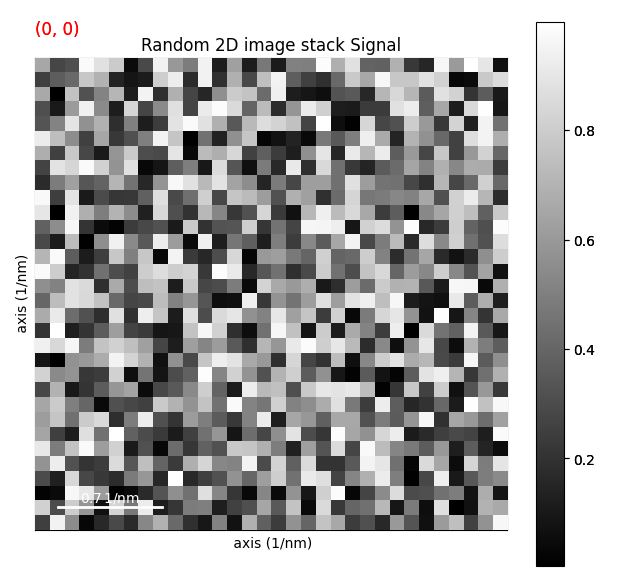 (0, 0)
Random 2D image stack Signal
axis (1/nm)
0.7 1/nm
axis (1/nm)
0.8
0.6
0.4
0.2